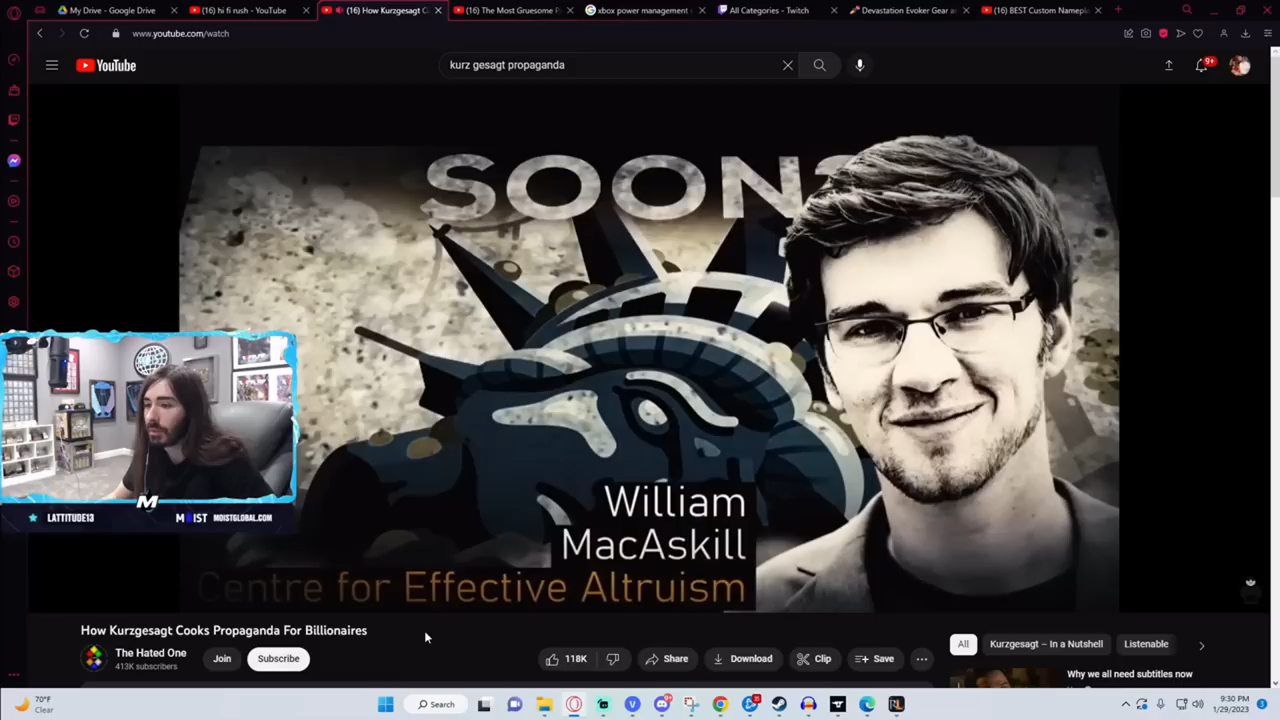 My Drive - Google Drive
(16) hi fi rush - YouTube
(16) How Kurzgesagt C
(16) The Most Gruesome P
xbox power management
All Categories - Twitch
Devastation Evoker Gear a
(16) BEST Custom Namepl
www.youtube.com/watch
YouTube
kurz gesagt propaganda
9+
SOON
William
MacAskill
Centre for Effective Altruism
M
LATTITUDE13
MOIST MOISTGLOBAL.COM
How Kurzgesagt Cooks Propaganda For Billionaires
The Hated One
413K subscribers
Join
Subscribe
118K
Share
Download
Clip
Save
All
Kurzgesagt – In a Nutshell
Listenable
Why we all need subtitles now
70°F
Clear
Search
9:30 PM
1/29/2023